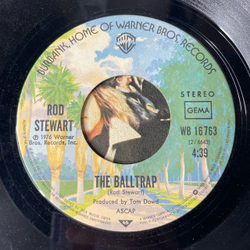 BURBANK, HOME OF WARNER BROS. RECORDS
ROD
STEWART
℗ 1976 Warner
Bros. Records, Inc.
STEREO
GEMA
WB 16763
4:39
THE BALLTRAP
(Rod Stewart)
Produced by Tom Dowd
ASCAP